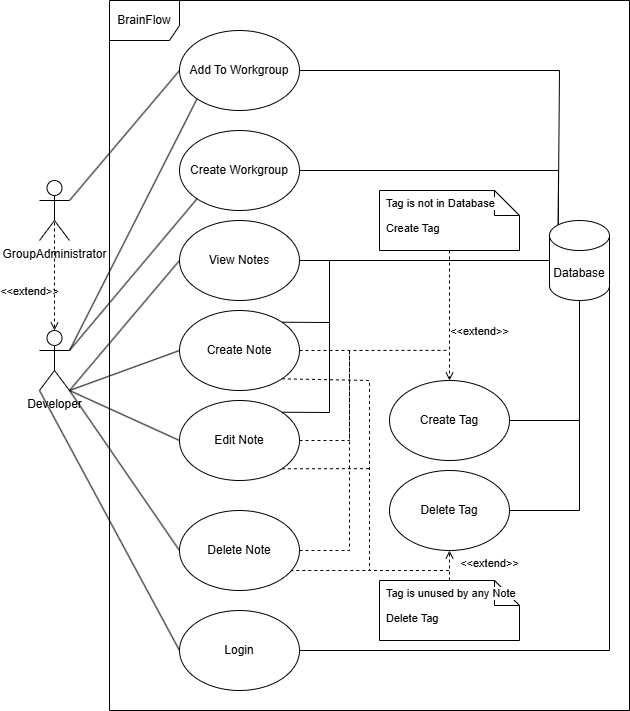 BrainFlow
Add To Workgroup
Create Workgroup
Tag is not in Database
Create Tag
GroupAdministrator
View Notes
Database
<<extend>>
<<extend>>
Create Note
Developer
Create Tag
Edit Note
Delete Tag
Delete Note
<<extend>>
Tag is unused by any Note
Delete Tag
Login